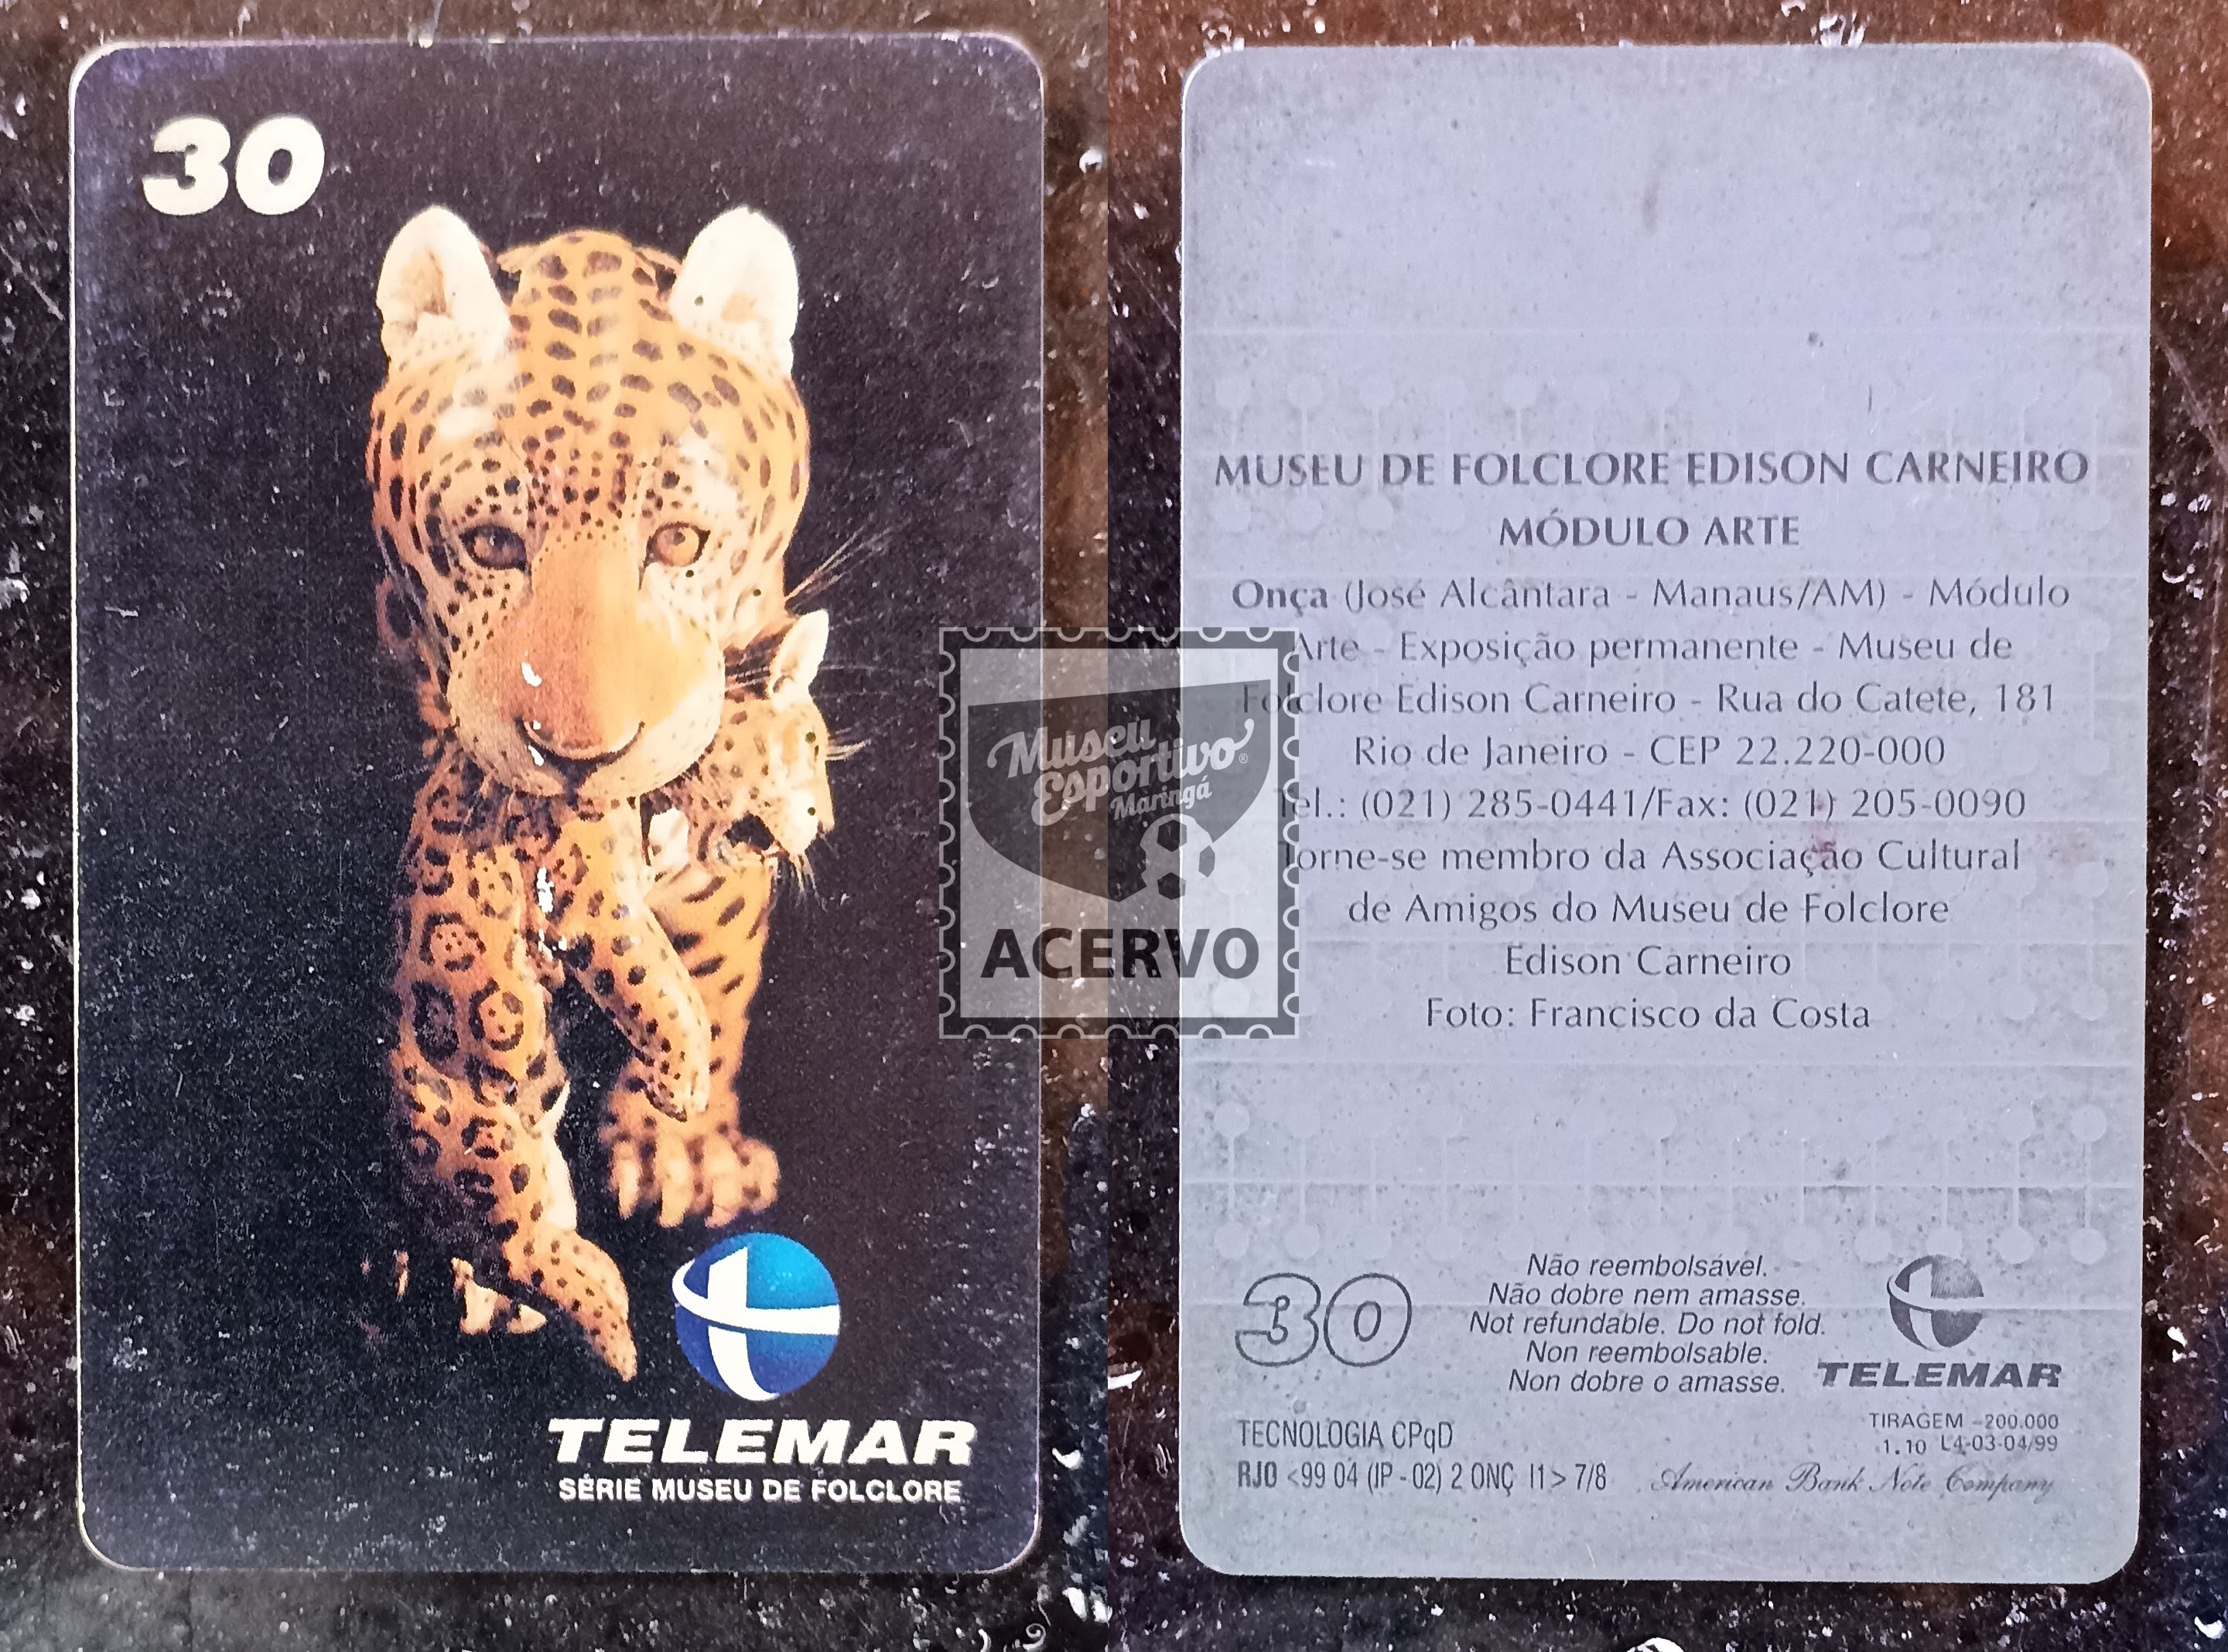 30
TELEMAR
SÉRIE MUSEU DE FOLCLORE
Museu
Esportivo®
Maringá
ACERVO
MUSEU DE FOLCLORE EDISON CARNEIRO
MÓDULO ARTE
Onça (José Alcântara - Manaus/AM) - Módulo
Arte - Exposição permanente - Museu de
Folclore Edison Carneiro - Rua do Catete, 181
Rio de Janeiro - CEP 22.220-000
Tel.: (021) 285-0441/Fax: (021) 205-0090
Torne-se membro da Associação Cultural
de Amigos do Museu de Folclore
Edison Carneiro
Foto: Francisco da Costa
30
Não reembolsável.
Não dobre nem amasse.
Not refundable. Do not fold.
Non reembolsable.
Non dobre o amasse.
TELEMAR
TIRAGEM -200.000
1.10 L4-03-04/99
TECNOLOGIA CPqD
RJO <99 04 (IP - 02) 2 ONÇ I1> 7/8
American Bank Note Company